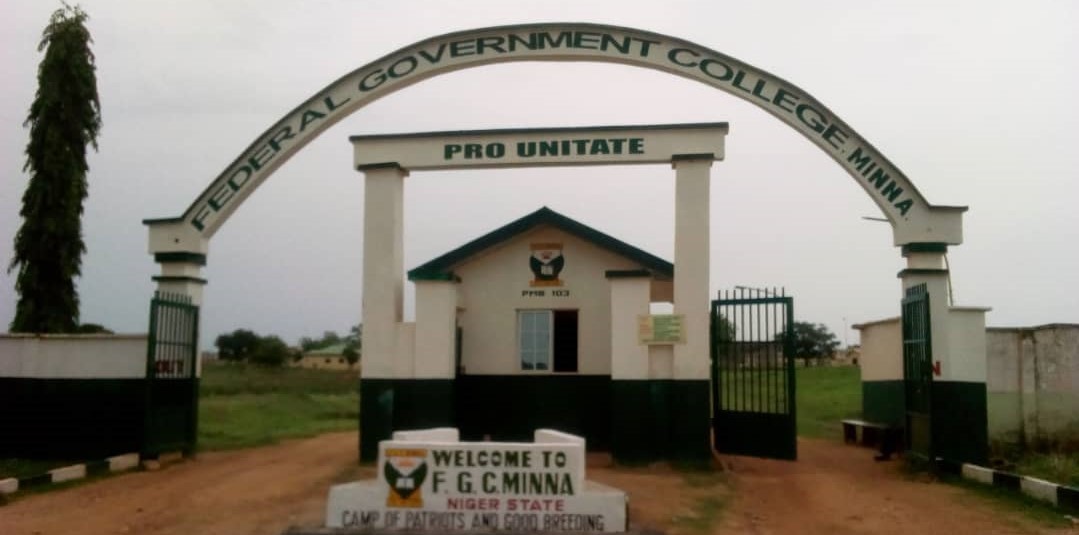 FEDERAL GOVERNMENT COLLEGE, MINNA.
PRO UNITATE
PMB 103
WELCOME TO
F. G. C. MINNA
NIGER STATE
CAMP OF PATRIOTS AND GOOD BREEDING